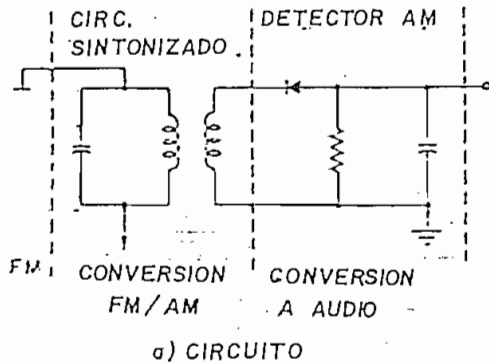 CIRC.
SINTONIZADO
DETECTOR AM
FM
CONVERSION
FM/AM
CONVERSION
A AUDIO
a) CIRCUITO